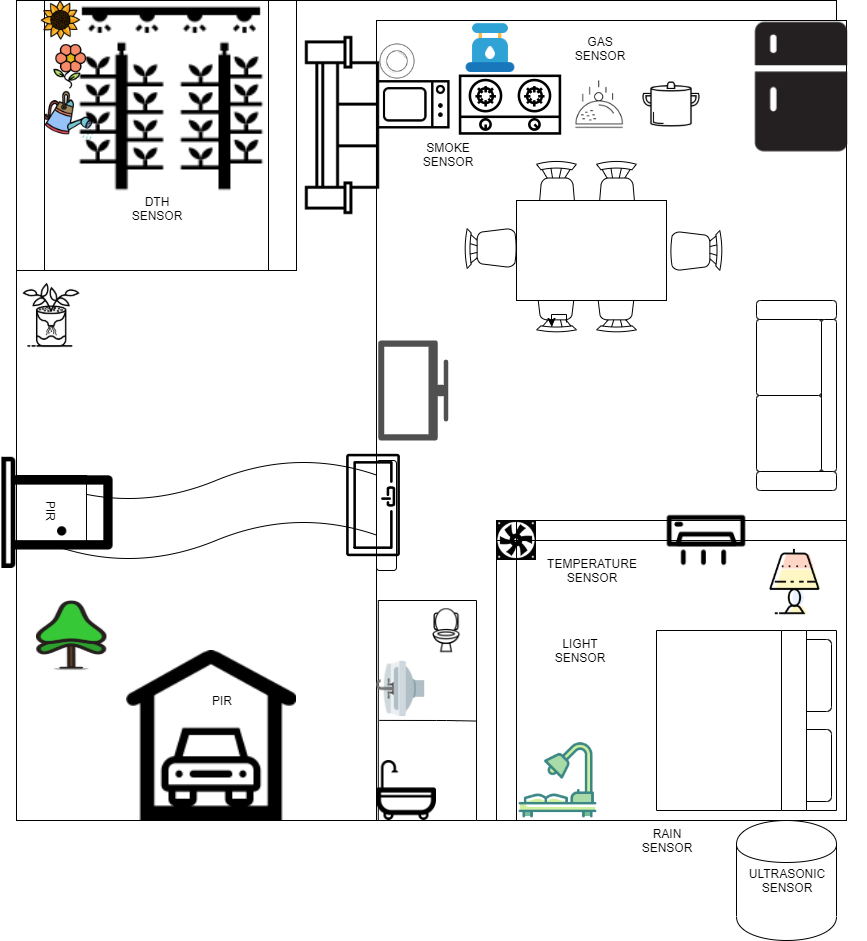 GAS
SENSOR
SMOKE
SENSOR
DTH
SENSOR
PIR
TEMPERATURE
SENSOR
LIGHT
SENSOR
PIR
RAIN
SENSOR
ULTRASONIC
SENSOR